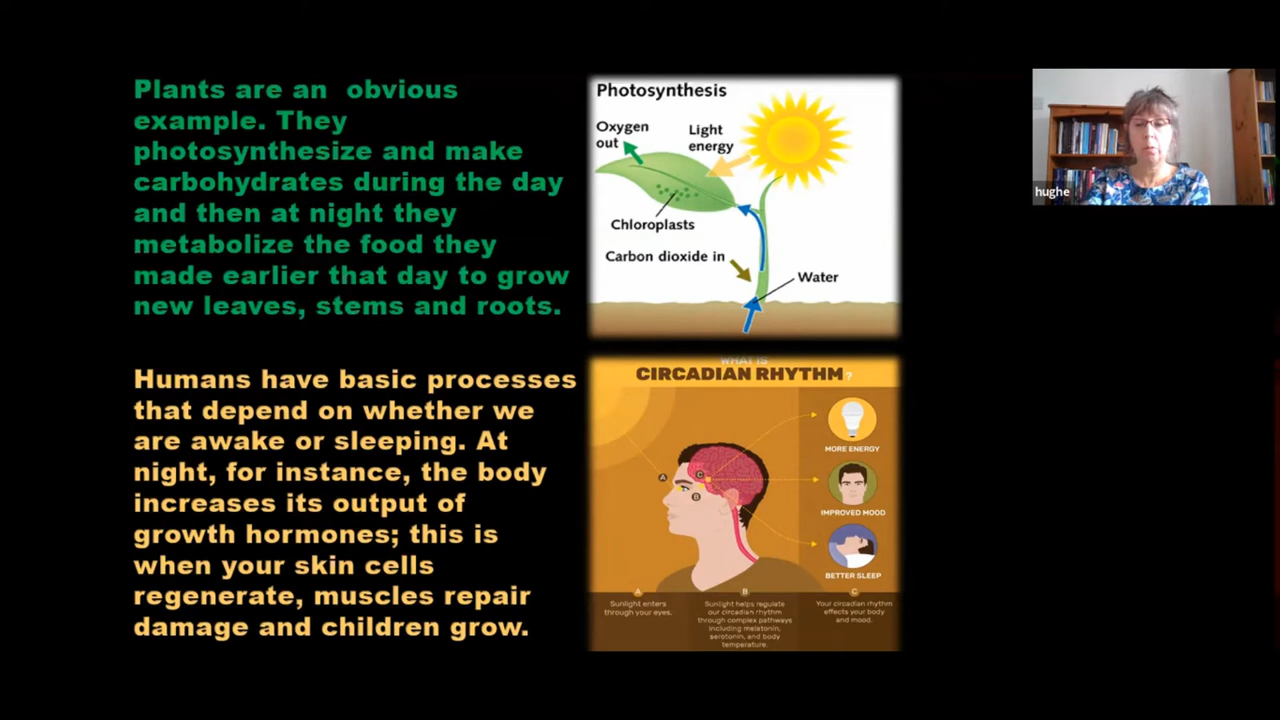 Plants are an obvious
example. They
photosynthesize and make
carbohydrates during the day
and then at night they
metabolize the food they
made earlier that day to grow
new leaves, stems and roots.
Humans have basic processes
that depend on whether we
are awake or sleeping. At
night, for instance, the body
increases its output of
growth hormones; this is
when your skin cells
regenerate, muscles repair
damage and children grow.
Photosynthesis
Oxygen
out
Light
energy
Chloroplasts
Carbon dioxide in
Water
WHAT IS
CIRCADIAN RHYTHM?
A
B
C
MORE ENERGY
IMPROVED MOOD
BETTER SLEEP
A
Sunlight enters
through your eyes.
B
Sunlight helps regulate
our circadian rhythm
through complex pathways
including melatonin,
serotonin, and body
temperature.
C
Your circadian rhythm
effects your body
and mood.
hughe